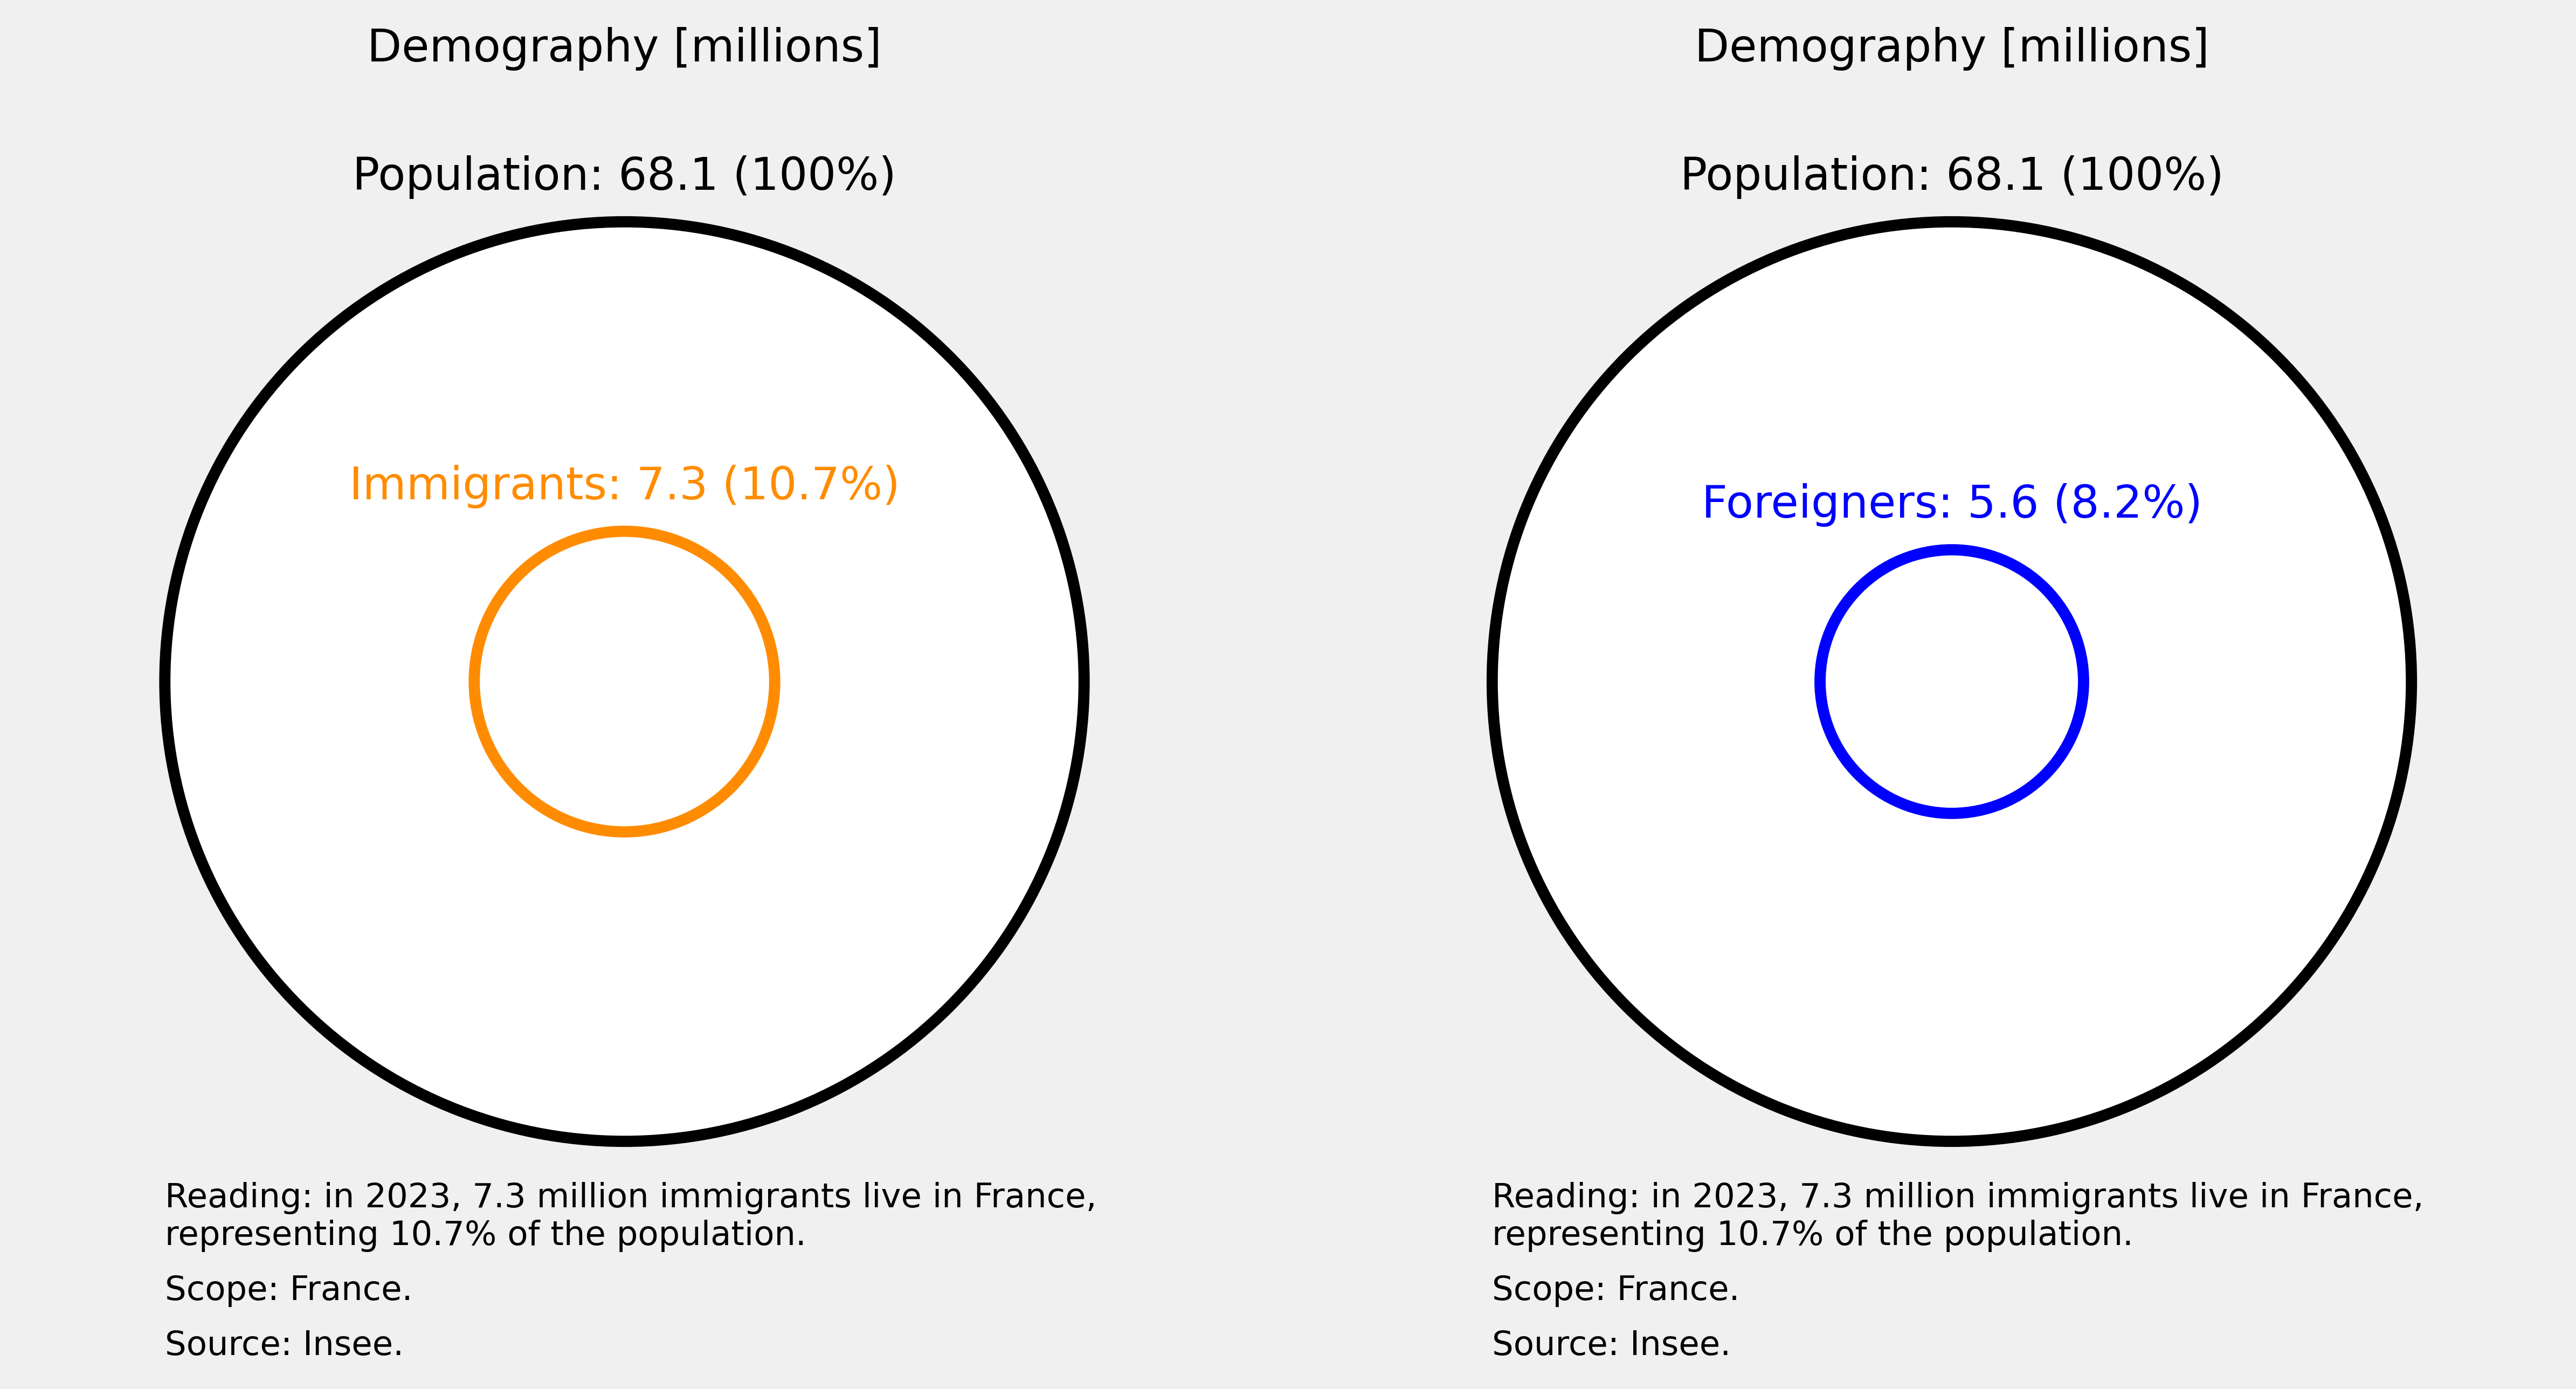 Demography [millions]
Population: 68.1 (100%)
Immigrants: 7.3 (10.7%)
Reading: in 2023, 7.3 million immigrants live in France,
representing 10.7% of the population.
Scope: France.
Source: Insee.
Demography [millions]
Population: 68.1 (100%)
Foreigners: 5.6 (8.2%)
Reading: in 2023, 7.3 million immigrants live in France,
representing 10.7% of the population.
Scope: France.
Source: Insee.